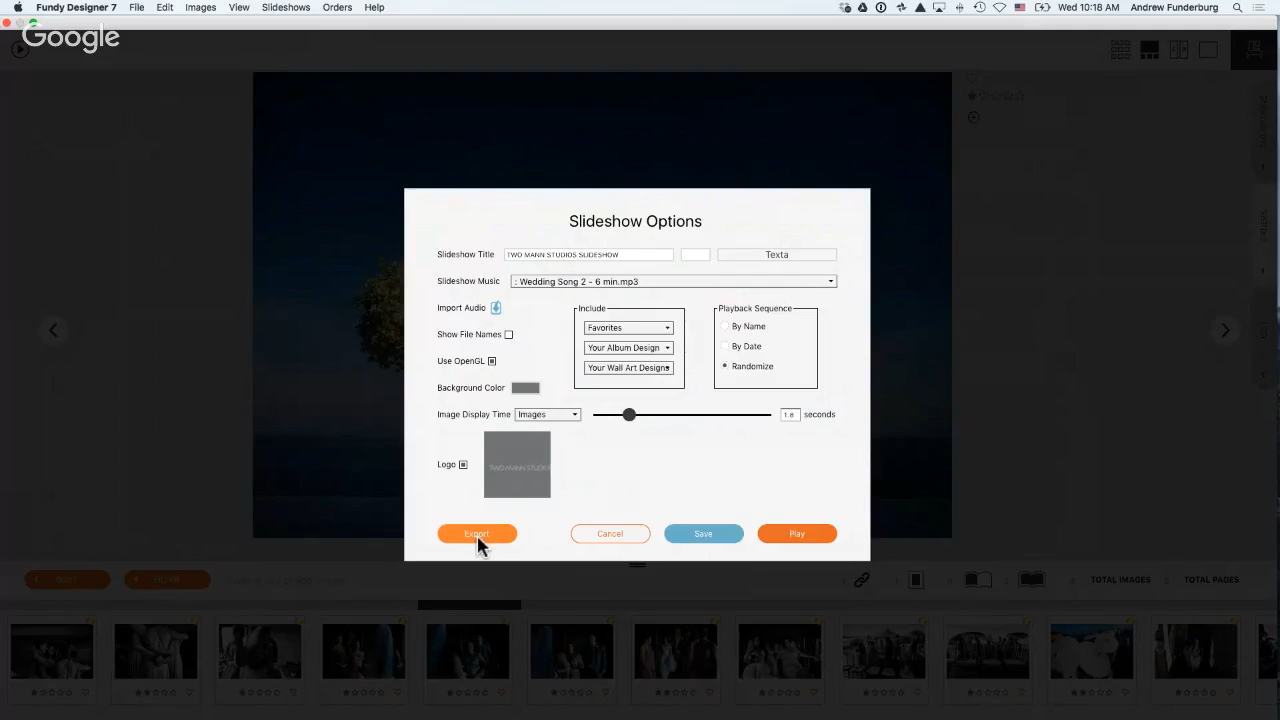 Fundy Designer 7 File Edit Images View Slideshows Orders Help Wed 10:18 AM Andrew Funderburg
Google
Slideshow Options
Slideshow Title TWO MANN STUDIOS SLIDESHOW Texta
Slideshow Music : Wedding Song 2 - 6 min.mp3
Import Audio Include Playback Sequence
Favorites By Name
Show File Names
Your Album Design By Date
Use OpenGL Your Wall Art Designs Randomize
Background Color
Image Display Time Images 1.8 seconds
Logo TWO MANN STUDI
Export Cancel Save Play
TOTAL IMAGES TOTAL PAGES